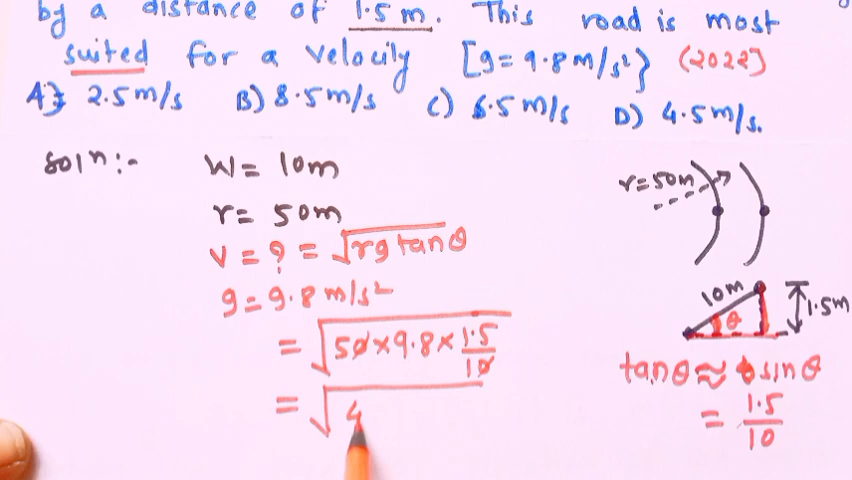 by a distance of 1.5 m. This road is most
suited for a velocity [g = 9.8 m/s²} (2022]
A) 2.5 m/s B) 8.5 m/s C) 6.5 m/s D) 4.5 m/s.
Soln :-
W = 10m
r = 50m
v = ? = √rg tanθ
g = 9.8 m/s²
= √50 × 9.8 × 1.5/10
= √4
r = 50m
10m
1.5m
θ
tanθ ≈ sinθ
= 1.5/10